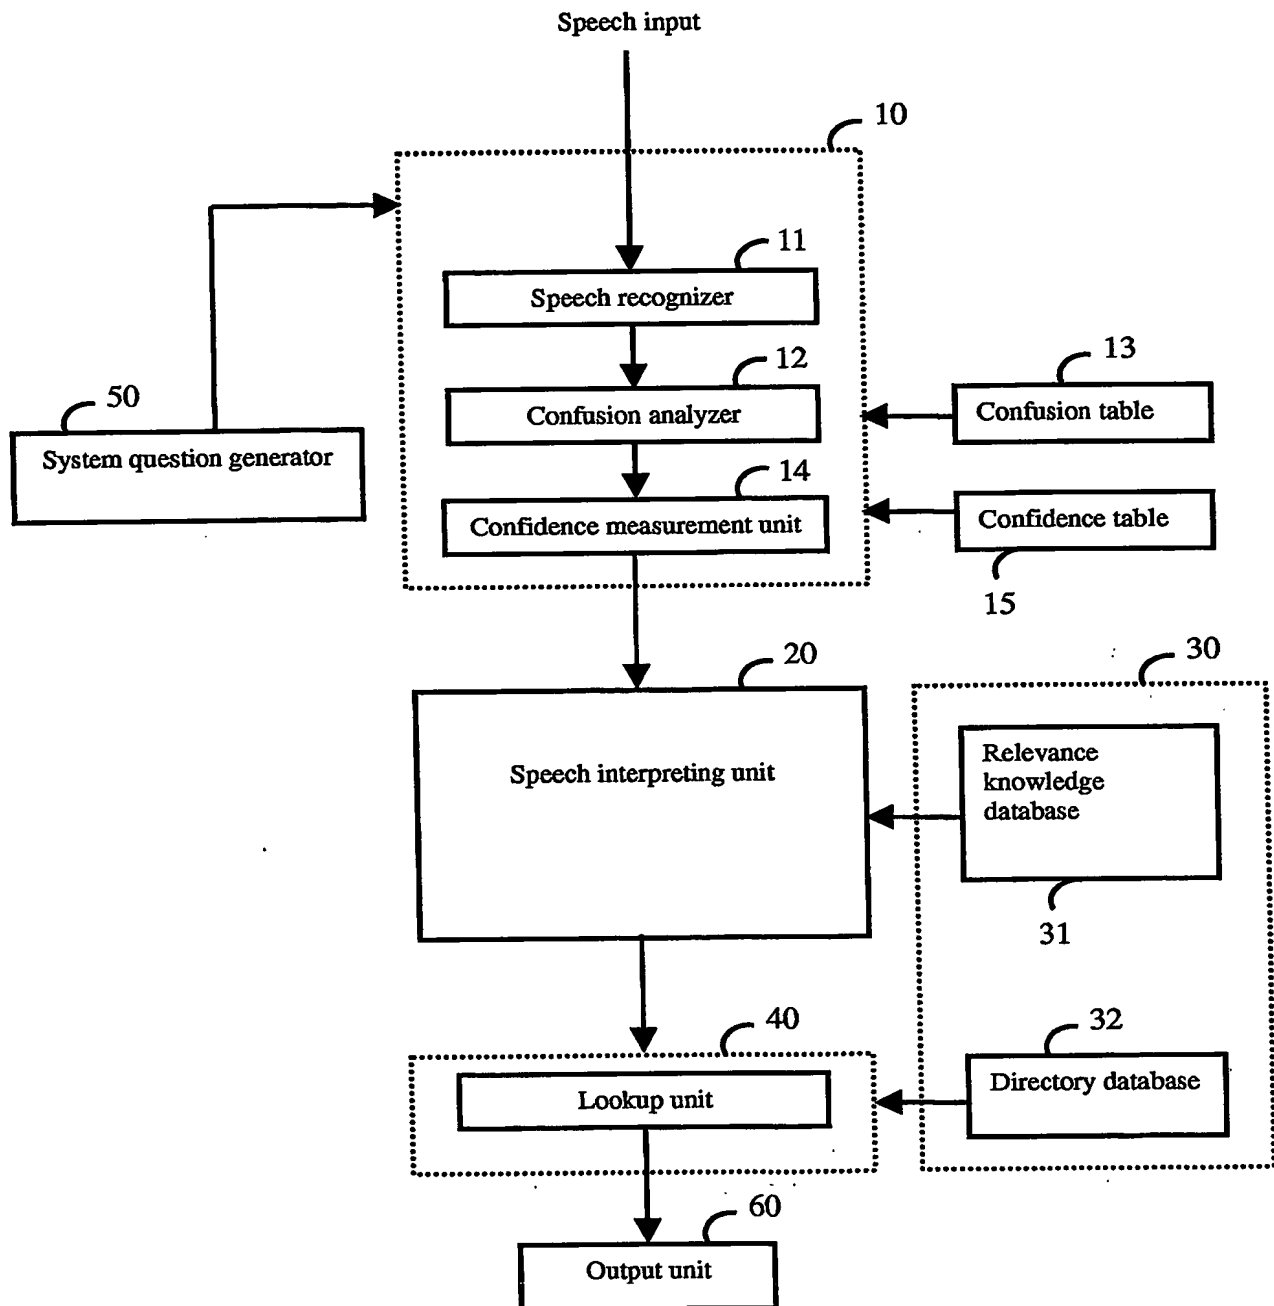 Speech input
10
11
Speech recognizer
12
13
Confusion analyzer
Confusion table
50
System question generator
14
Confidence measurement unit
Confidence table
15
20
30
Speech interpreting unit
Relevance
knowledge
database
31
40
32
Lookup unit
Directory database
60
Output unit